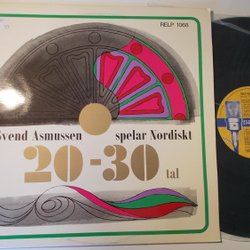 RELP 1068
Svend Asmussen spelar Nordiskt
20-30
tal